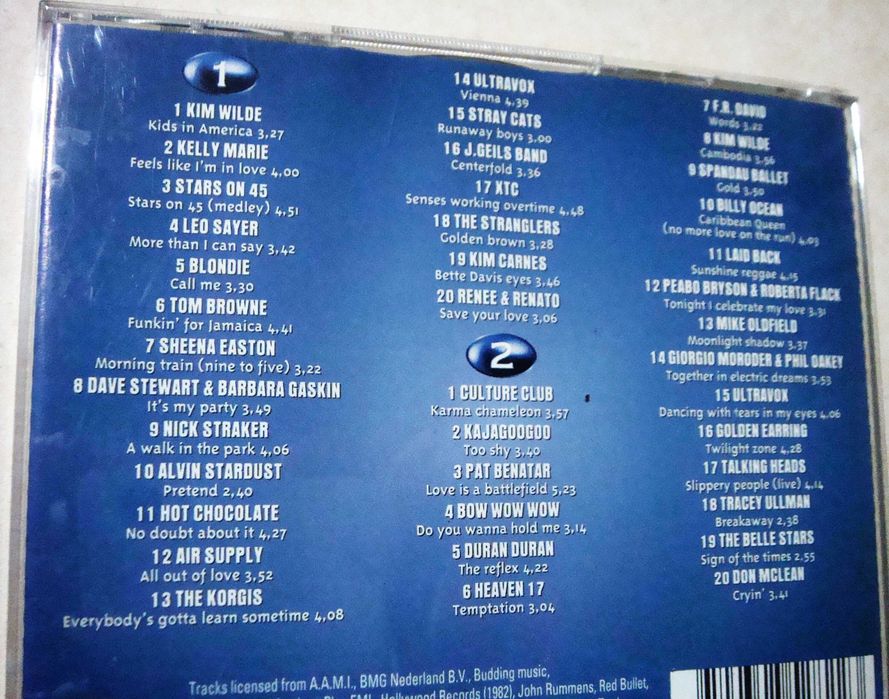 1
1 KIM WILDE
Kids in America 3,27
2 KELLY MARIE
Feels like I'm in love 4,00
3 STARS ON 45
Stars on 45 (medley) 4,51
4 LEO SAYER
More than I can say 3,42
5 BLONDIE
Call me 3,30
6 TOM BROWNE
Funkin' for Jamaica 4,41
7 SHEENA EASTON
Morning train (nine to five) 3,22
8 DAVE STEWART & BARBARA GASKIN
It's my party 3,49
9 NICK STRAKER
A walk in the park 4,06
10 ALVIN STARDUST
Pretend 2,40
11 HOT CHOCOLATE
No doubt about it 4,27
12 AIR SUPPLY
All out of love 3,52
13 THE KORGIS
Everybody's gotta learn sometime 4,08
14 ULTRAVOX
Vienna 4,39
15 STRAY CATS
Runaway boys 3,00
16 J.GEILS BAND
Centerfold 3,36
17 XTC
Senses working overtime 4,48
18 THE STRANGLERS
Golden brown 3,28
19 KIM CARNES
Bette Davis eyes 3,46
20 RENEE & RENATO
Save your love 3,06
2
1 CULTURE CLUB
Karma chameleon 3,57
2 KAJAGOOGOO
Too shy 3,40
3 PAT BENATAR
Love is a battlefield 5,23
4 BOW WOW WOW
Do you wanna hold me 3,14
5 DURAN DURAN
The reflex 4,22
6 HEAVEN 17
Temptation 3,04
7 F.R. DAVID
Words 3,22
8 KIM WILDE
Cambodia 3,56
9 SPANDAU BALLET
Gold 3,50
10 BILLY OCEAN
Caribbean Queen
(no more love on the run) 4,03
11 LAID BACK
Sunshine reggae 4,15
12 PEABO BRYSON & ROBERTA FLACK
Tonight I celebrate my love 3,31
13 MIKE OLDFIELD
Moonlight shadow 3,37
14 GIORGIO MORODER & PHIL OAKEY
Together in electric dreams 3,53
15 ULTRAVOX
Dancing with tears in my eyes 4,06
16 GOLDEN EARRING
Twilight zone 4,28
17 TALKING HEADS
Slippery people (live) 4,14
18 TRACEY ULLMAN
Breakaway 2,38
19 THE BELLE STARS
Sign of the times 2,55
20 DON MCLEAN
Cryin' 3,41
Tracks licensed from A.A.M.I., BMG Nederland B.V., Budding music,
EMI, Hollywood Records (1982), John Rummens, Red Bullet,